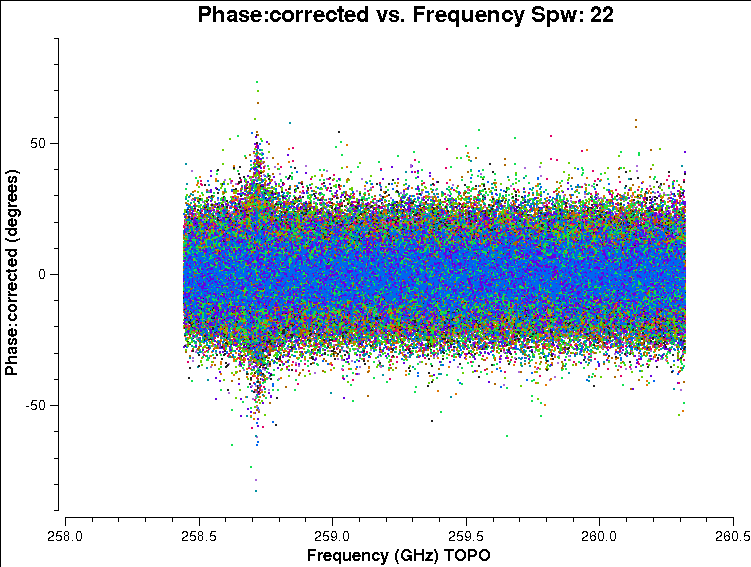 Phase:corrected vs. Frequency Spw: 22
Phase:corrected (degrees)
50
0
-50
258.0 258.5 259.0 259.5 260.0 260.5
Frequency (GHz) TOPO